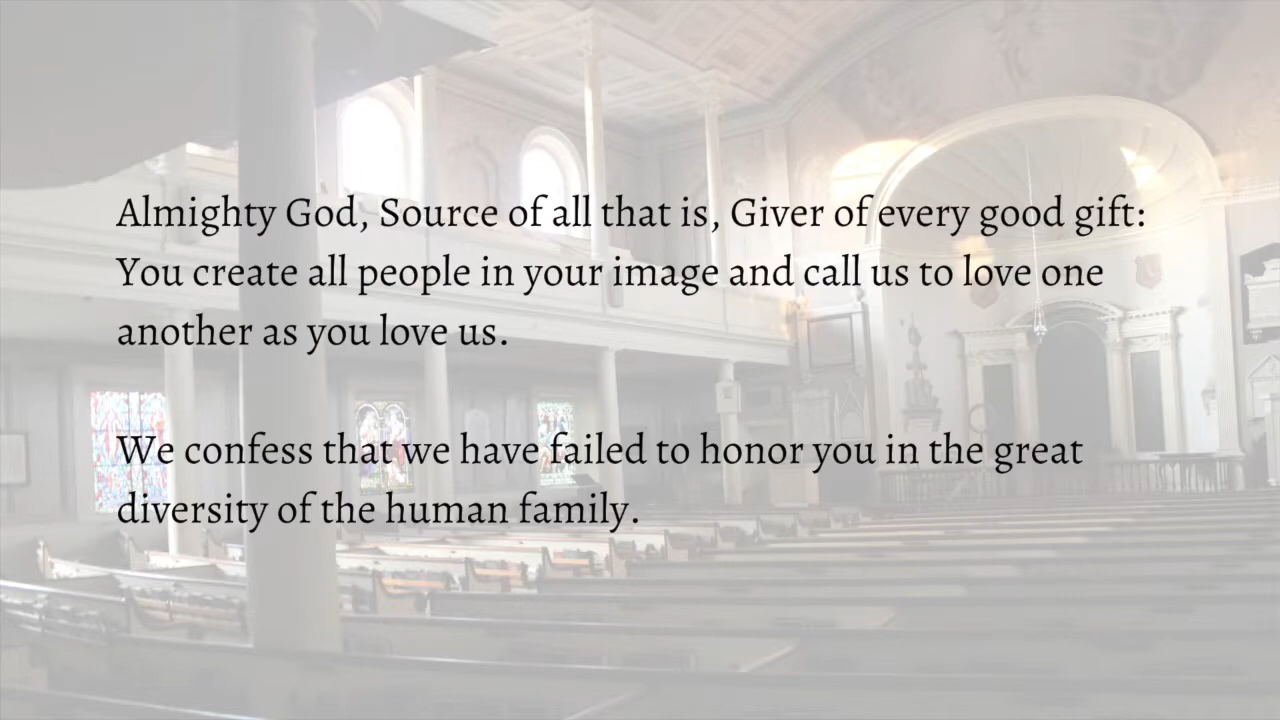 Almighty God, Source of all that is, Giver of every good gift:
You create all people in your image and call us to love one
another as you love us.
We confess that we have failed to honor you in the great
diversity of the human family.